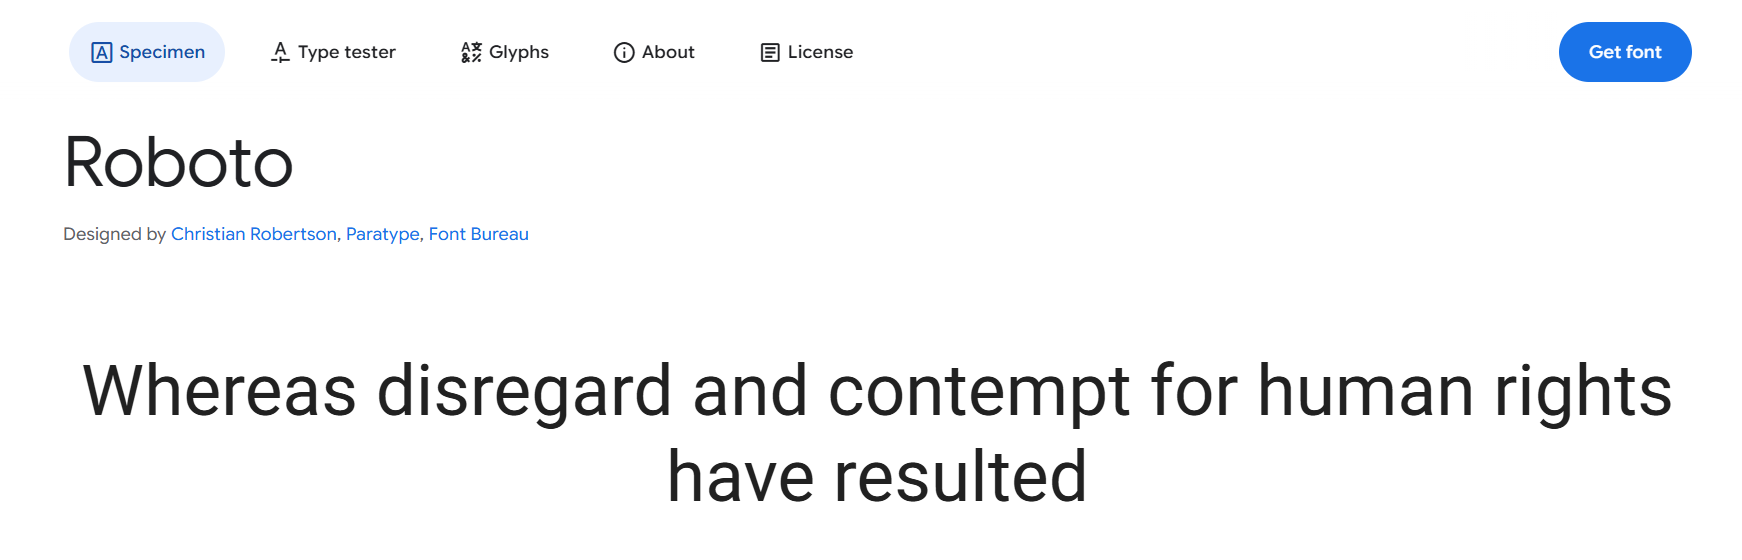 Specimen
Type tester
Glyphs
About
License
Get font
Roboto
Designed by Christian Robertson, Paratype, Font Bureau
Whereas disregard and contempt for human rights
have resulted